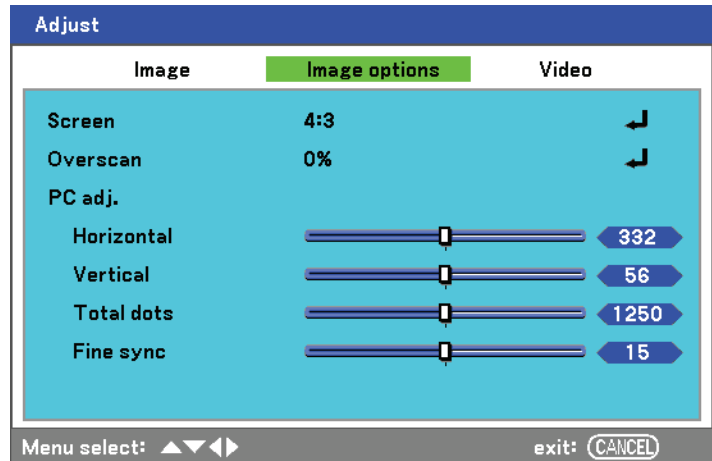 Adjust
Image Image options Video
Screen 4:3
Overscan 0%
PC adj.
Horizontal 332
Vertical 56
Total dots 1250
Fine sync 15
Menu select: exit: CANCEL